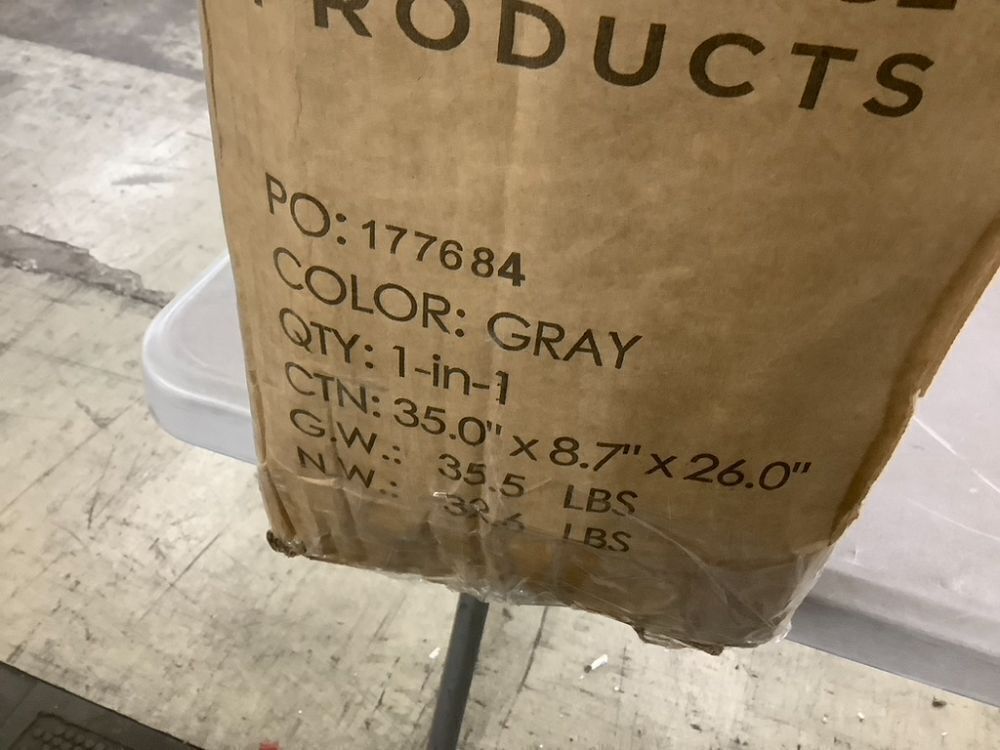 PRODUCTS
PO: 177684
COLOR: GRAY
QTY: 1-in-1
CTN: 35.0" x 8.7" x 26.0"
G.W.: 35.5 LBS
N.W.: LBS